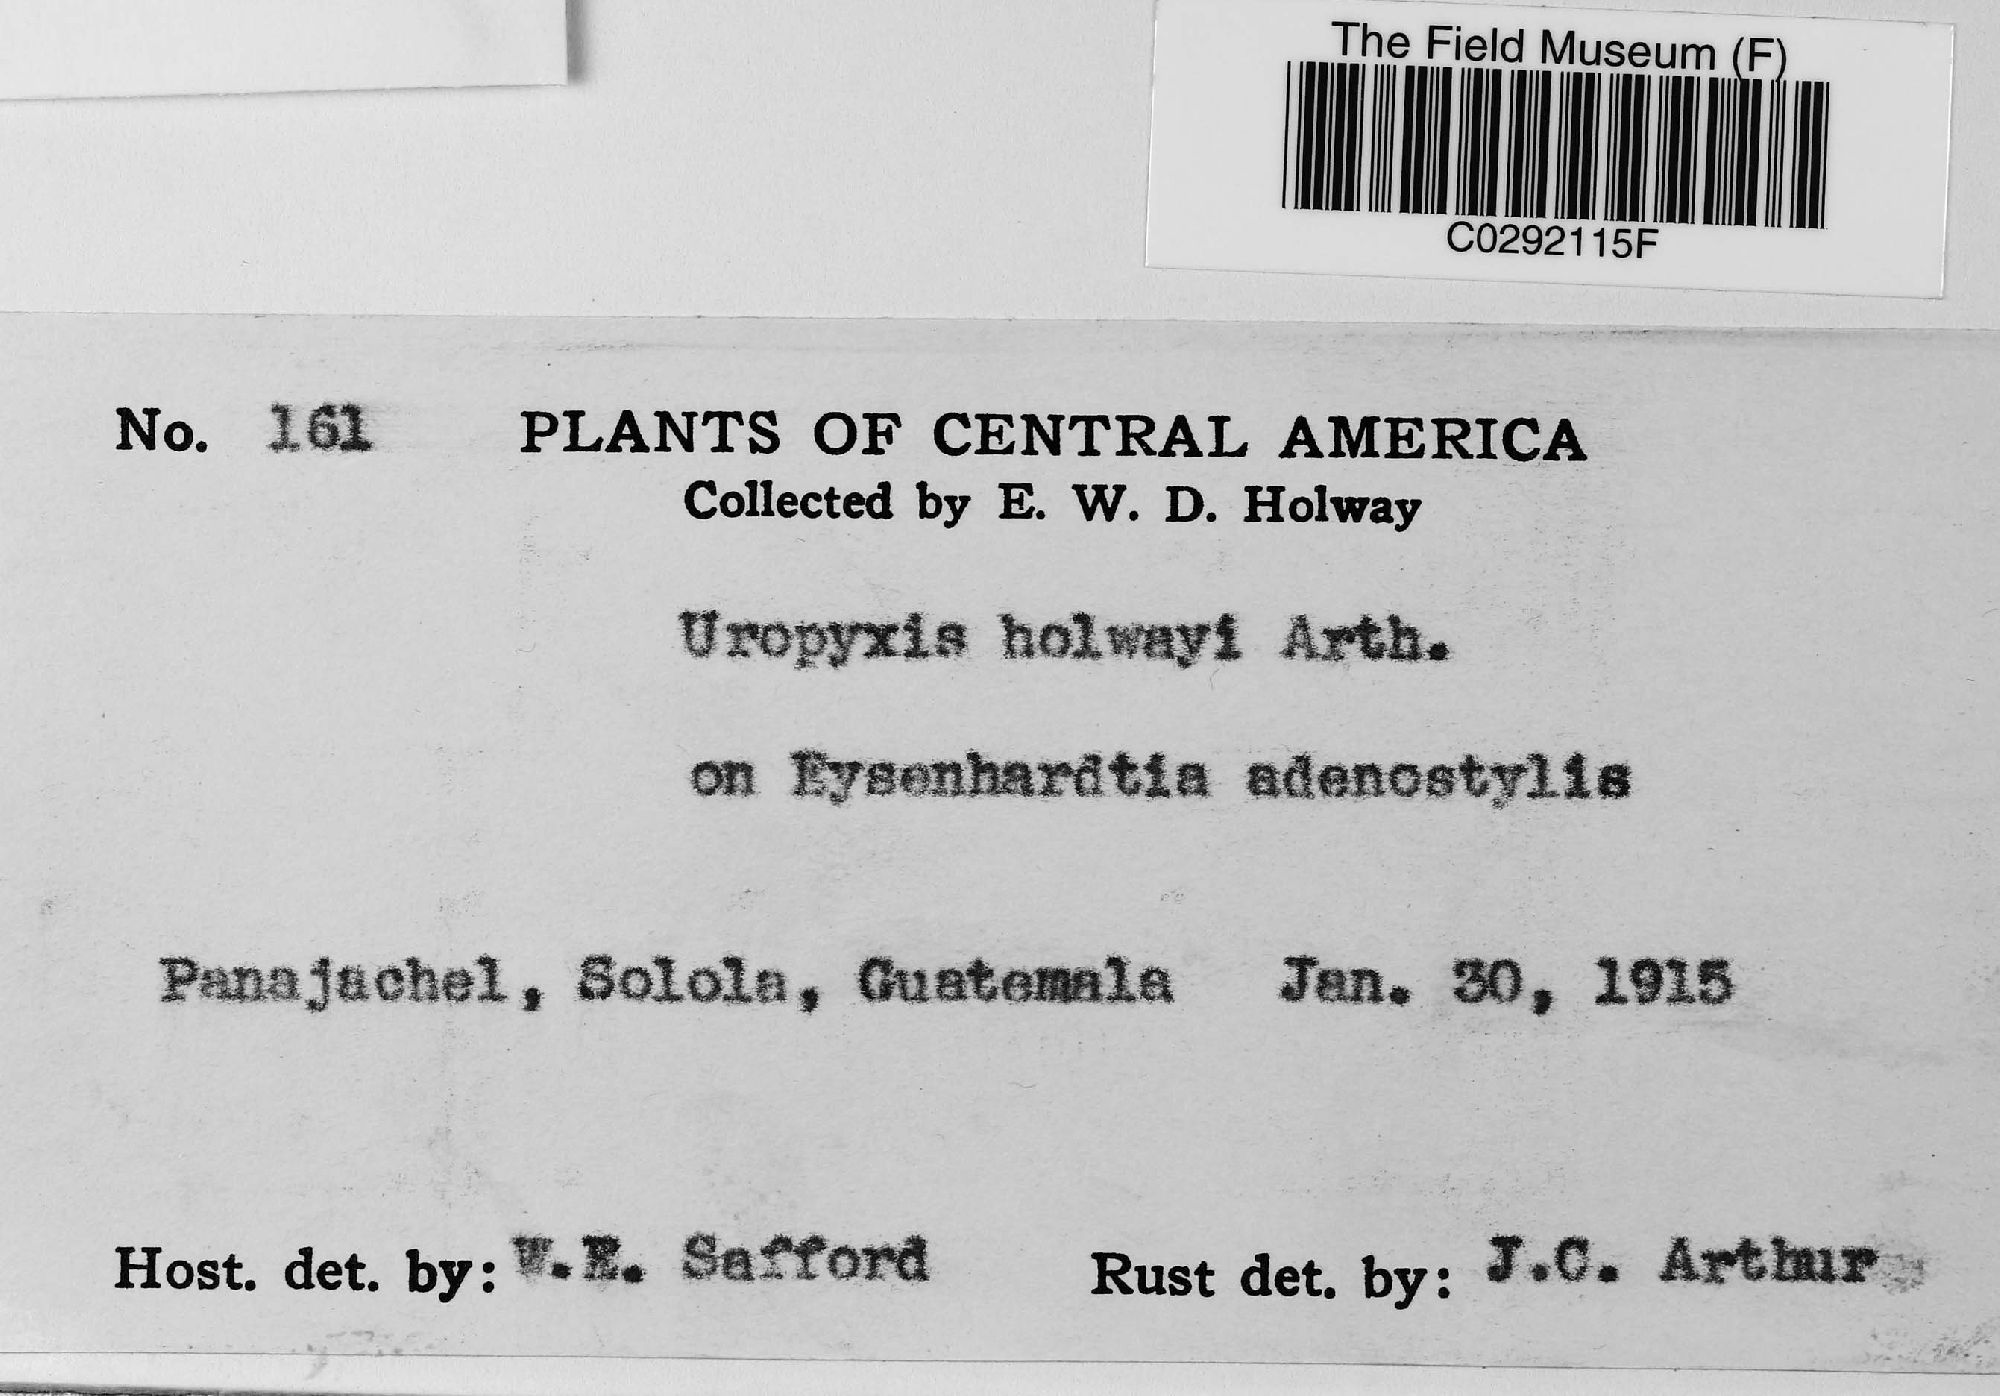 The Field Museum (F)
C0292115F
No. 161 PLANTS OF CENTRAL AMERICA
Collected by E. W. D. Holway
Uropyxis holwayi Arth.
on Eysenhardtia adenostylis
Panajachel, Solola, Guatemala Jan. 30, 1915
Host. det. by: W.E. Safford Rust det. by: J.C. Arthur